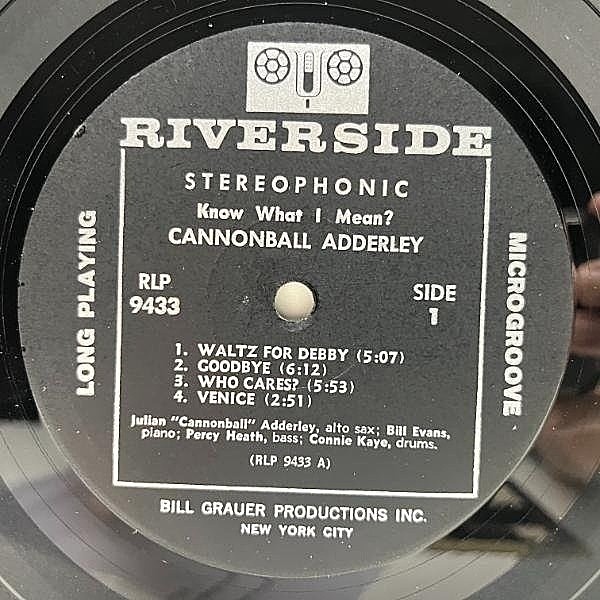 RIVERSIDE
STEREOPHONIC
Know What I Mean?
CANNONBALL ADDERLEY
LONG PLAYING
MICROGROOVE
RLP
9433
SIDE
1
1. WALTZ FOR DEBBY (5:07)
2. GOODBYE (6:12)
3. WHO CARES? (5:53)
4. VENICE (2:51)
Julian "Cannonball" Adderley, alto sax; Bill Evans,
piano; Percy Heath, bass; Connie Kaye, drums.
(RLP 9433 A)
BILL GRAUER PRODUCTIONS INC.
NEW YORK CITY